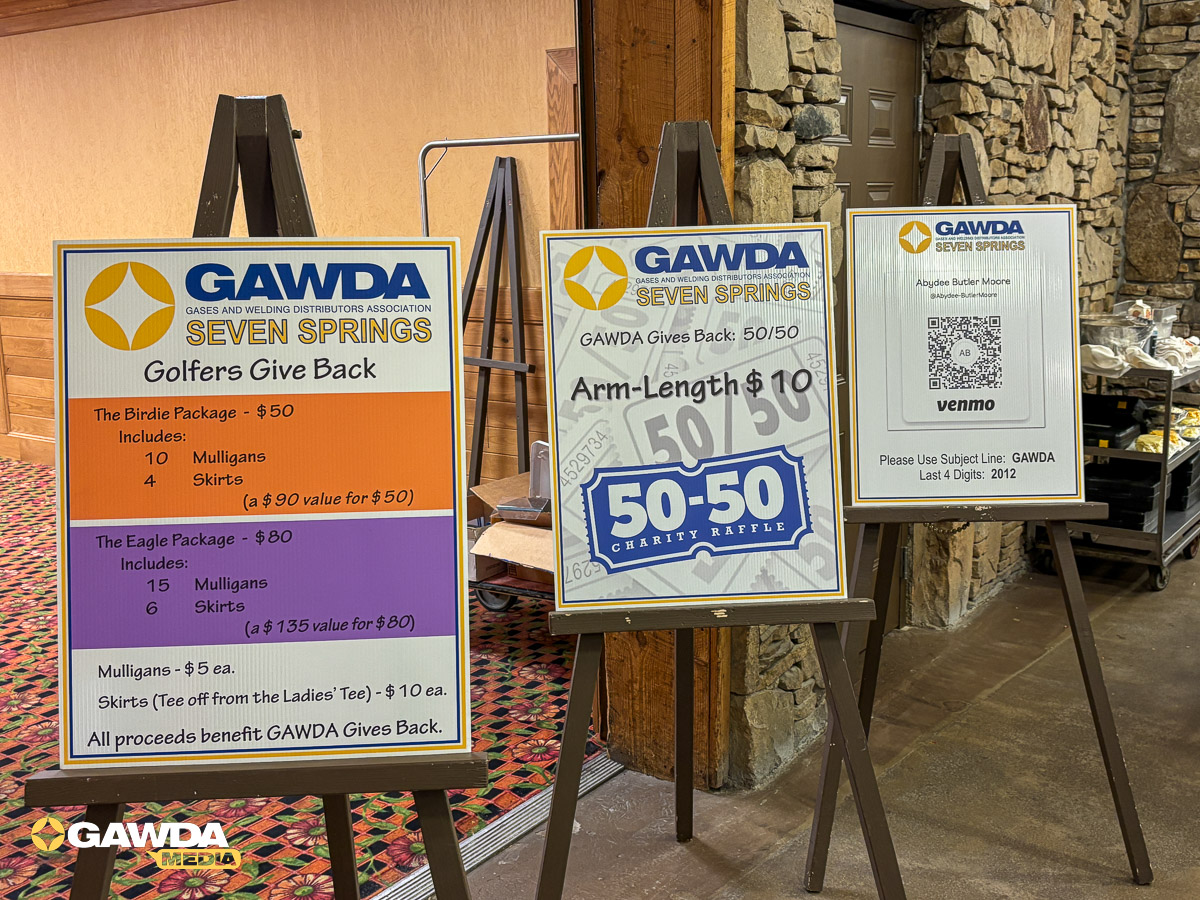 GAWDA
GASES AND WELDING DISTRIBUTORS ASSOCIATION
SEVEN SPRINGS
Golfers Give Back
The Birdie Package - $50
Includes:
10 Mulligans
4 Skirts
(a $90 value for $50)
The Eagle Package - $80
Includes:
15 Mulligans
6 Skirts
(a $135 value for $80)
Mulligans - $5 ea.
Skirts (Tee off from the Ladies' Tee) - $10 ea.
All proceeds benefit GAWDA Gives Back.
GAWDA
GASES AND WELDING DISTRIBUTORS ASSOCIATION
SEVEN SPRINGS
GAWDA Gives Back: 50/50
Arm-Length $10
50/50
4529734
50-50
CHARITY RAFFLE
GAWDA
GASES AND WELDING DISTRIBUTORS ASSOCIATION
SEVEN SPRINGS
Abydee Butler Moore
@Abydee-ButlerMoore
AB
venmo
Please Use Subject Line: GAWDA
Last 4 Digits: 2012
GAWDA
MEDIA